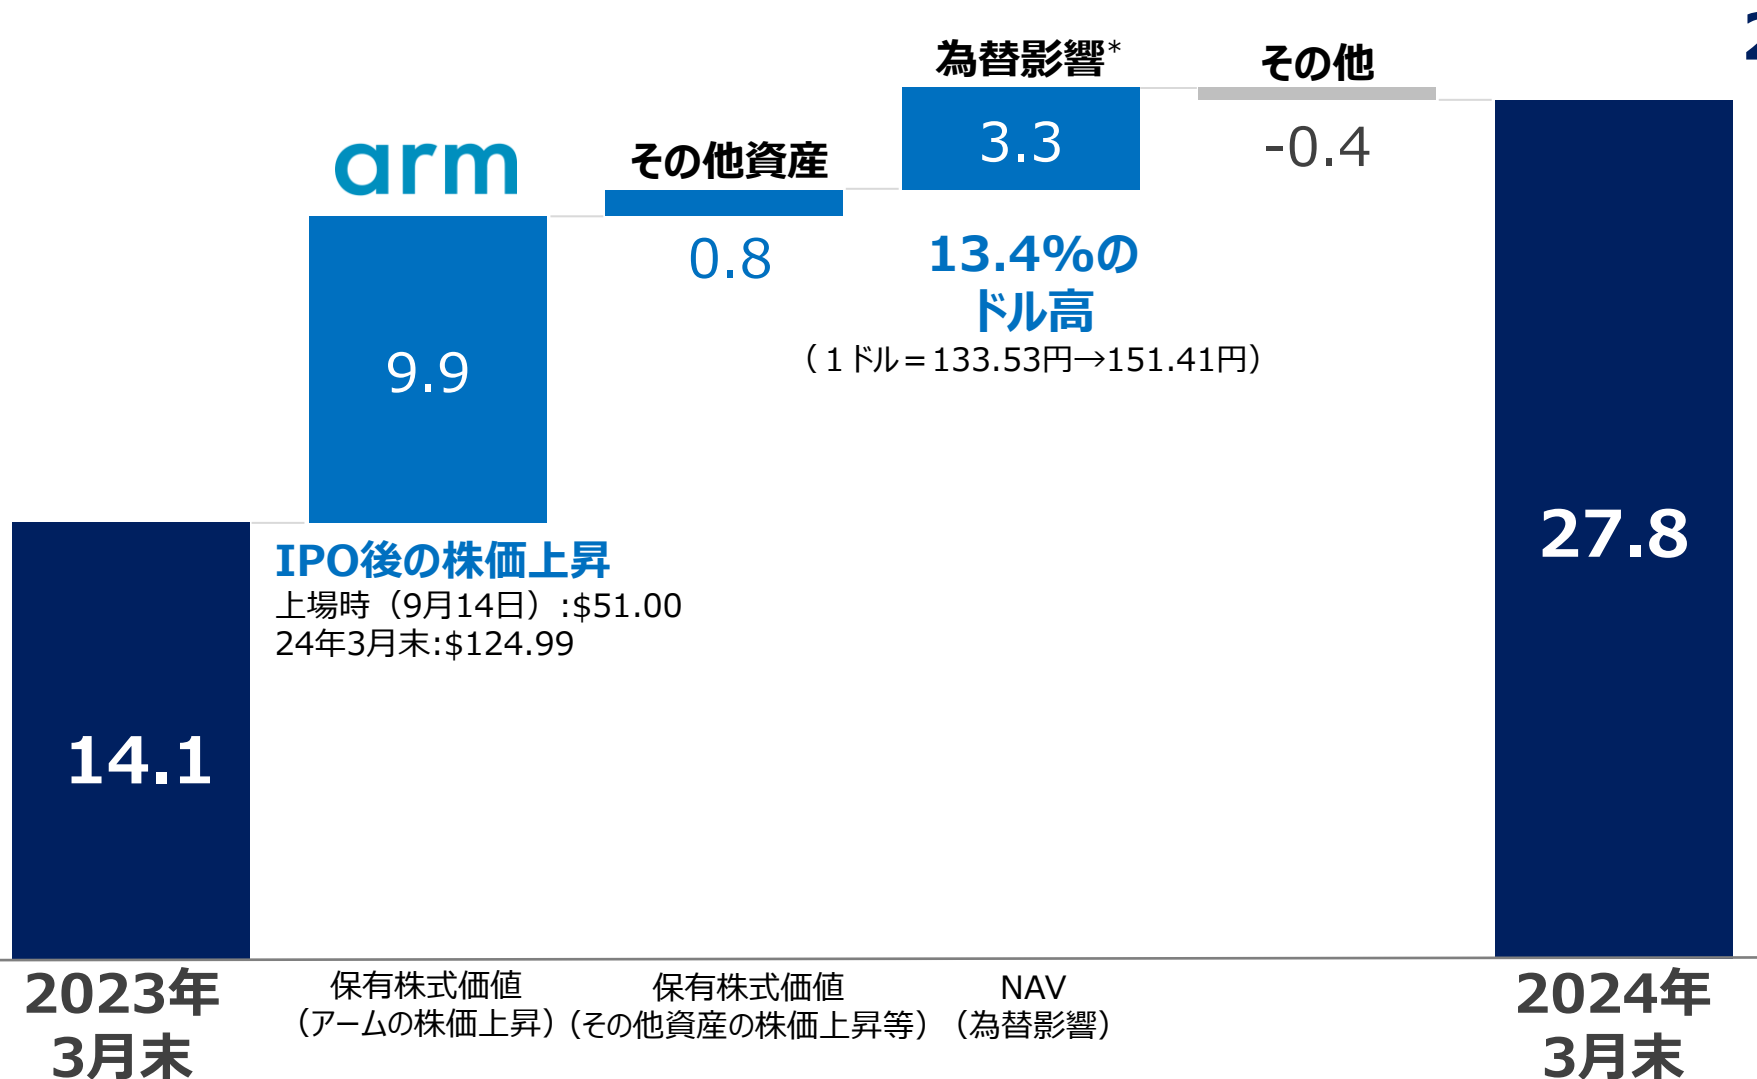 為替影響*
その他
arm
その他資産
3.3
-0.4
0.8
13.4%の
ドル高
（１ドル＝133.53円→151.41円）
9.9
IPO後の株価上昇
上場時（9月14日）:$51.00
24年3月末:$124.99
27.8
14.1
2023年
3月末
保有株式価値
（アームの株価上昇）
保有株式価値
（その他資産の株価上昇等）
NAV
（為替影響）
2024年
3月末